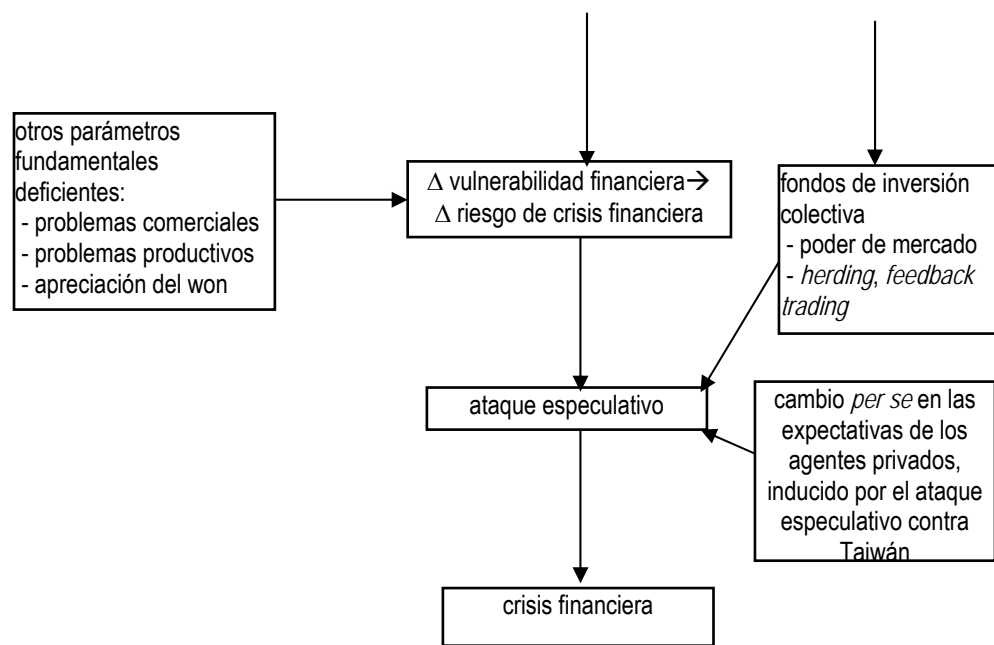 otros parámetros
fundamentales
deficientes:
- problemas comerciales
- problemas productivos
- apreciación del won
Δ vulnerabilidad financiera→
Δ riesgo de crisis financiera
fondos de inversión
colectiva
- poder de mercado
- herding, feedback
trading
ataque especulativo
cambio per se en las
expectativas de los
agentes privados,
inducido por el ataque
especulativo contra
Taiwán
crisis financiera